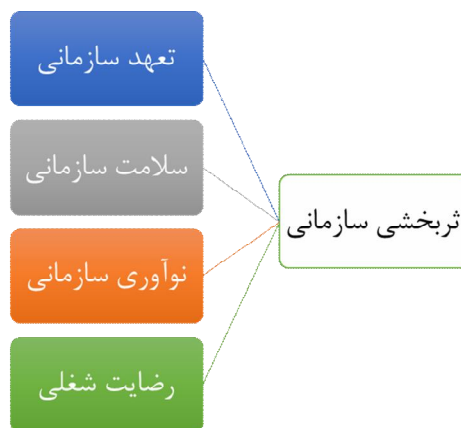 تعهد سازمانی
سلامت سازمانی
ثربخشی سازمانی
نوآوری سازمانی
رضایت شغلی